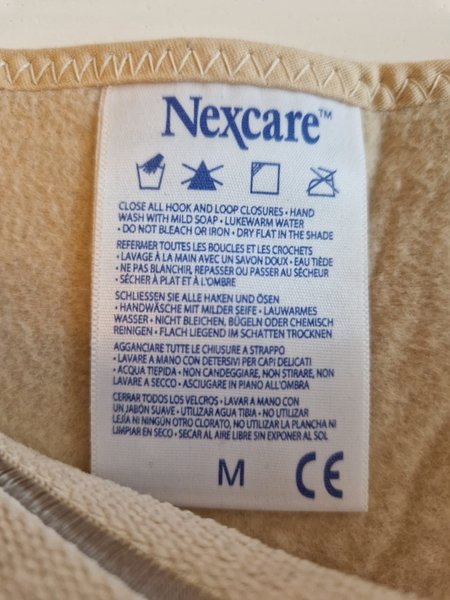 Nexcare™
CLOSE ALL HOOK AND LOOP CLOSURES • HAND
WASH WITH MILD SOAP • LUKEWARM WATER
• DO NOT BLEACH OR IRON • DRY FLAT IN THE SHADE
REFERMER TOUTES LES BOUCLES ET LES CROCHETS
• LAVAGE À LA MAIN AVEC UN SAVON DOUX • EAU TIÈDE
• NE PAS BLANCHIR, REPASSER OU PASSER AU SÈCHEUR
• SÉCHER À PLAT ET À L'OMBRE
SCHLIESSEN SIE ALLE HAKEN UND ÖSEN
• HANDWÄSCHE MIT MILDER SEIFE • LAUWARMES
WASSER • NICHT BLEICHEN, BÜGELN ODER CHEMISCH
REINIGEN • FLACH LIEGEND IM SCHATTEN TROCKNEN
AGGANCIARE TUTTE LE CHIUSURE A STRAPPO
• LAVARE A MANO CON DETERSIVI PER CAPI DELICATI
• ACQUA TIEPIDA • NON CANDEGGIARE, NON STIRARE, NON
LAVARE A SECCO • ASCIUGARE IN PIANO ALL'OMBRA
CERRAR TODOS LOS VELCROS • LAVAR A MANO CON
UN JABÓN SUAVE • UTILIZAR AGUA TIBIA • NO UTILIZAR
LEJÍA NI NINGÚN OTRO CLORATO, NO UTILIZAR LA PLANCHA NI
LIMPIAR EN SECO • SECAR AL AIRE LIBRE SIN EXPONER AL SOL
M CE